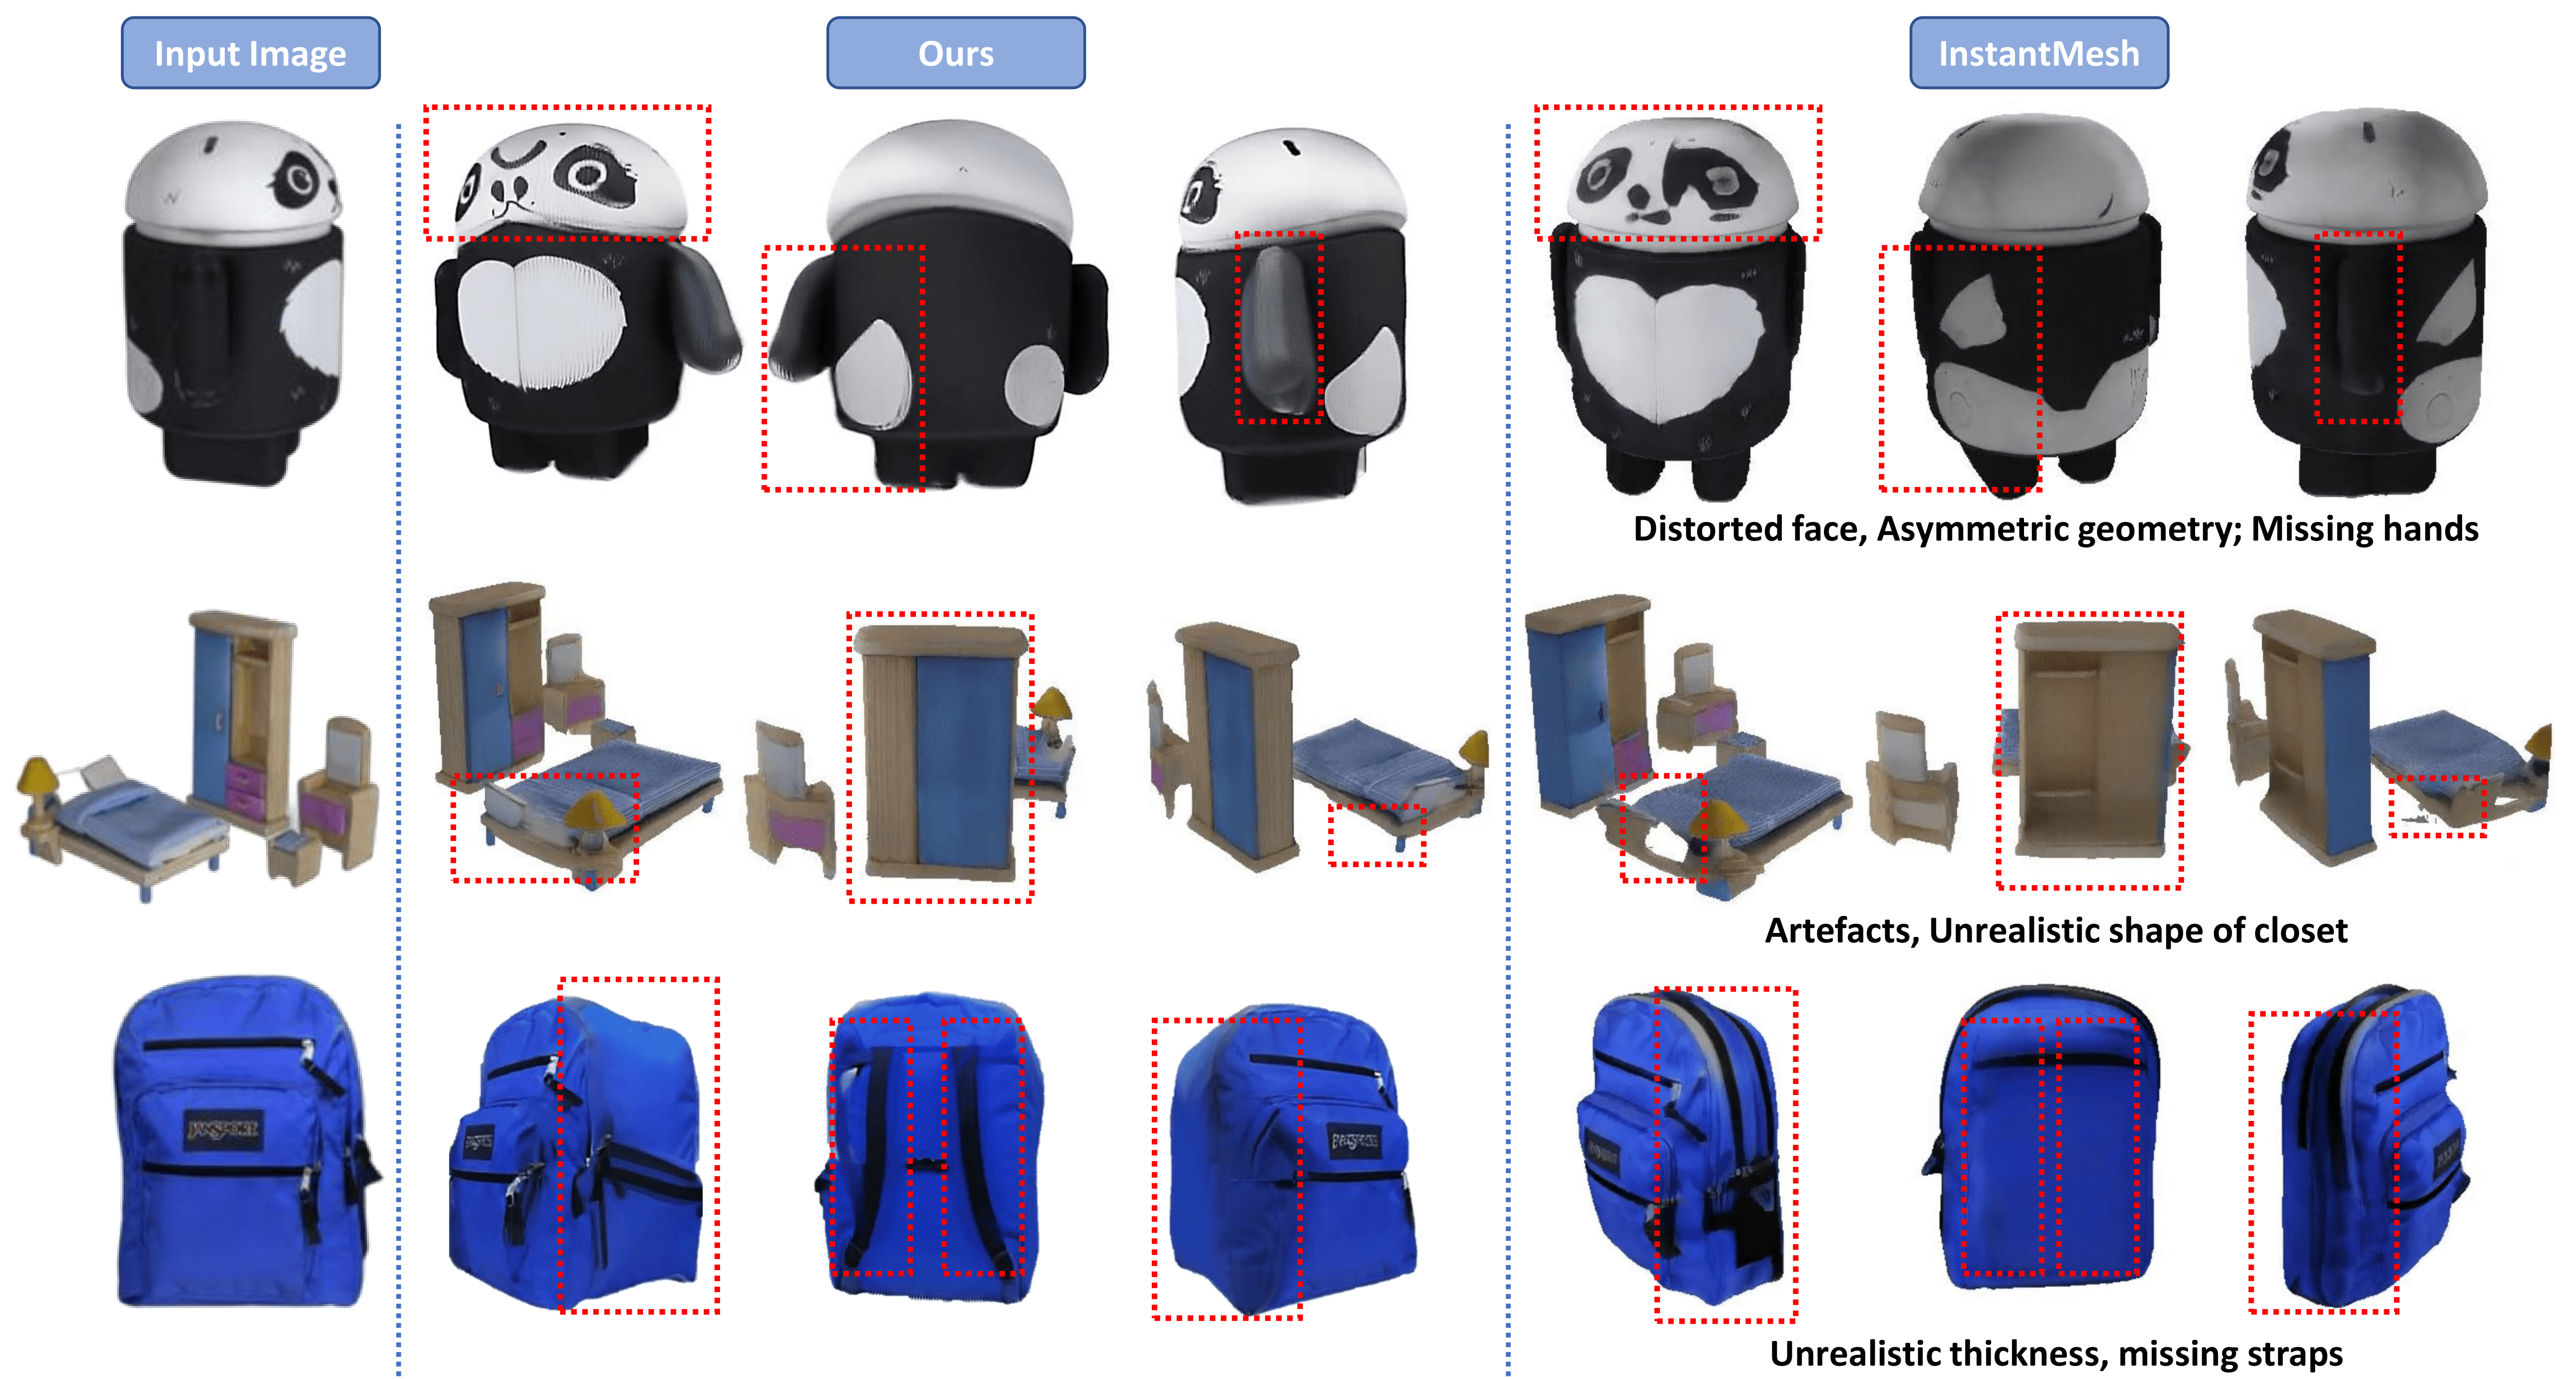 Input Image
Ours
InstantMesh
Distorted face, Asymmetric geometry; Missing hands
Artefacts, Unrealistic shape of closet
JANSPORT
Unrealistic thickness, missing straps